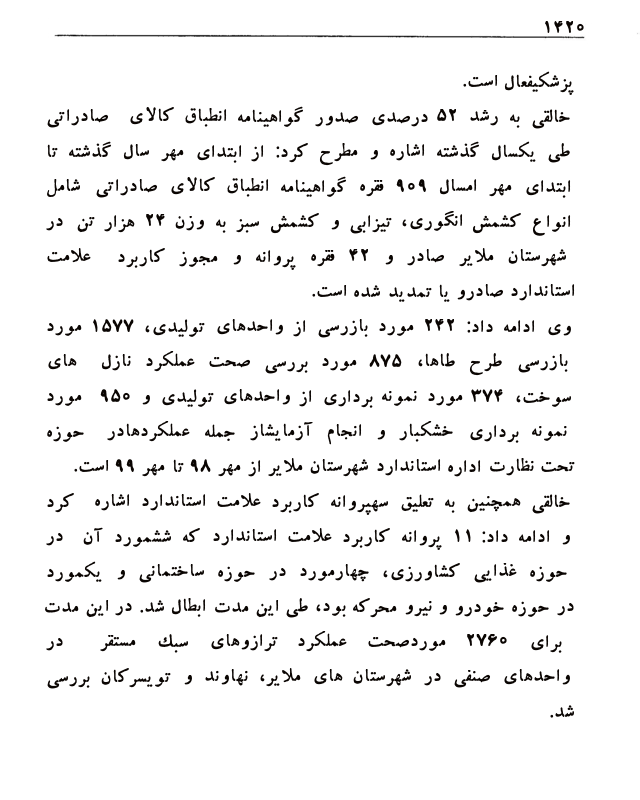 ۱۴۲۰
پزشکیفعال است.
خالقی به رشد ۵۲ درصدی صدور گواهینامه انطباق کالای صادراتی
طی یکسال گذشته اشاره و مطرح کرد: از ابتدای مهر سال گذشته تا
ابتدای مهر امسال ۹۰۹ فقره گواهینامه انطباق کالای صادراتی شامل
انواع کشمش انگوری، تیزابی و کشمش سبز به وزن ۲۴ هزار تن در
شهرستان ملایر صادر و ۴۲ فقره پروانه و مجوز کاربرد علامت
استاندارد صادرو یا تمدید شده است.
وی ادامه داد: ۲۴۲ مورد بازرسی از واحدهای تولیدی، ۱۵۷۷ مورد
بازرسی طرح طاها، ۸۷۵ مورد بررسی صحت عملکرد نازل های
سوخت، ۳۷۴ مورد نمونه برداری از واحدهای تولیدی و ۹۵۰ مورد
نمونه برداری خشکبار و انجام آزمایشاز جمله عملکردهادر حوزه
تحت نظارت اداره استاندارد شهرستان ملایر از مهر ۹۸ تا مهر ۹۹ است.
خالقی همچنین به تعلیق سهپروانه کاربرد علامت استاندارد اشاره کرد
و ادامه داد: ۱۱ پروانه کاربرد علامت استاندارد که ششمورد آن در
حوزه غذایی کشاورزی، چهارمورد در حوزه ساختمانی و یکمورد
در حوزه خودرو و نیرو محرکه بود، طی این مدت ابطال شد. در این مدت
برای ۲۷۶۰ موردصحت عملکرد ترازوهای سبك مستقر در
واحدهای صنفی در شهرستان های ملایر، نهاوند و تویسرکان بررسی
شد.